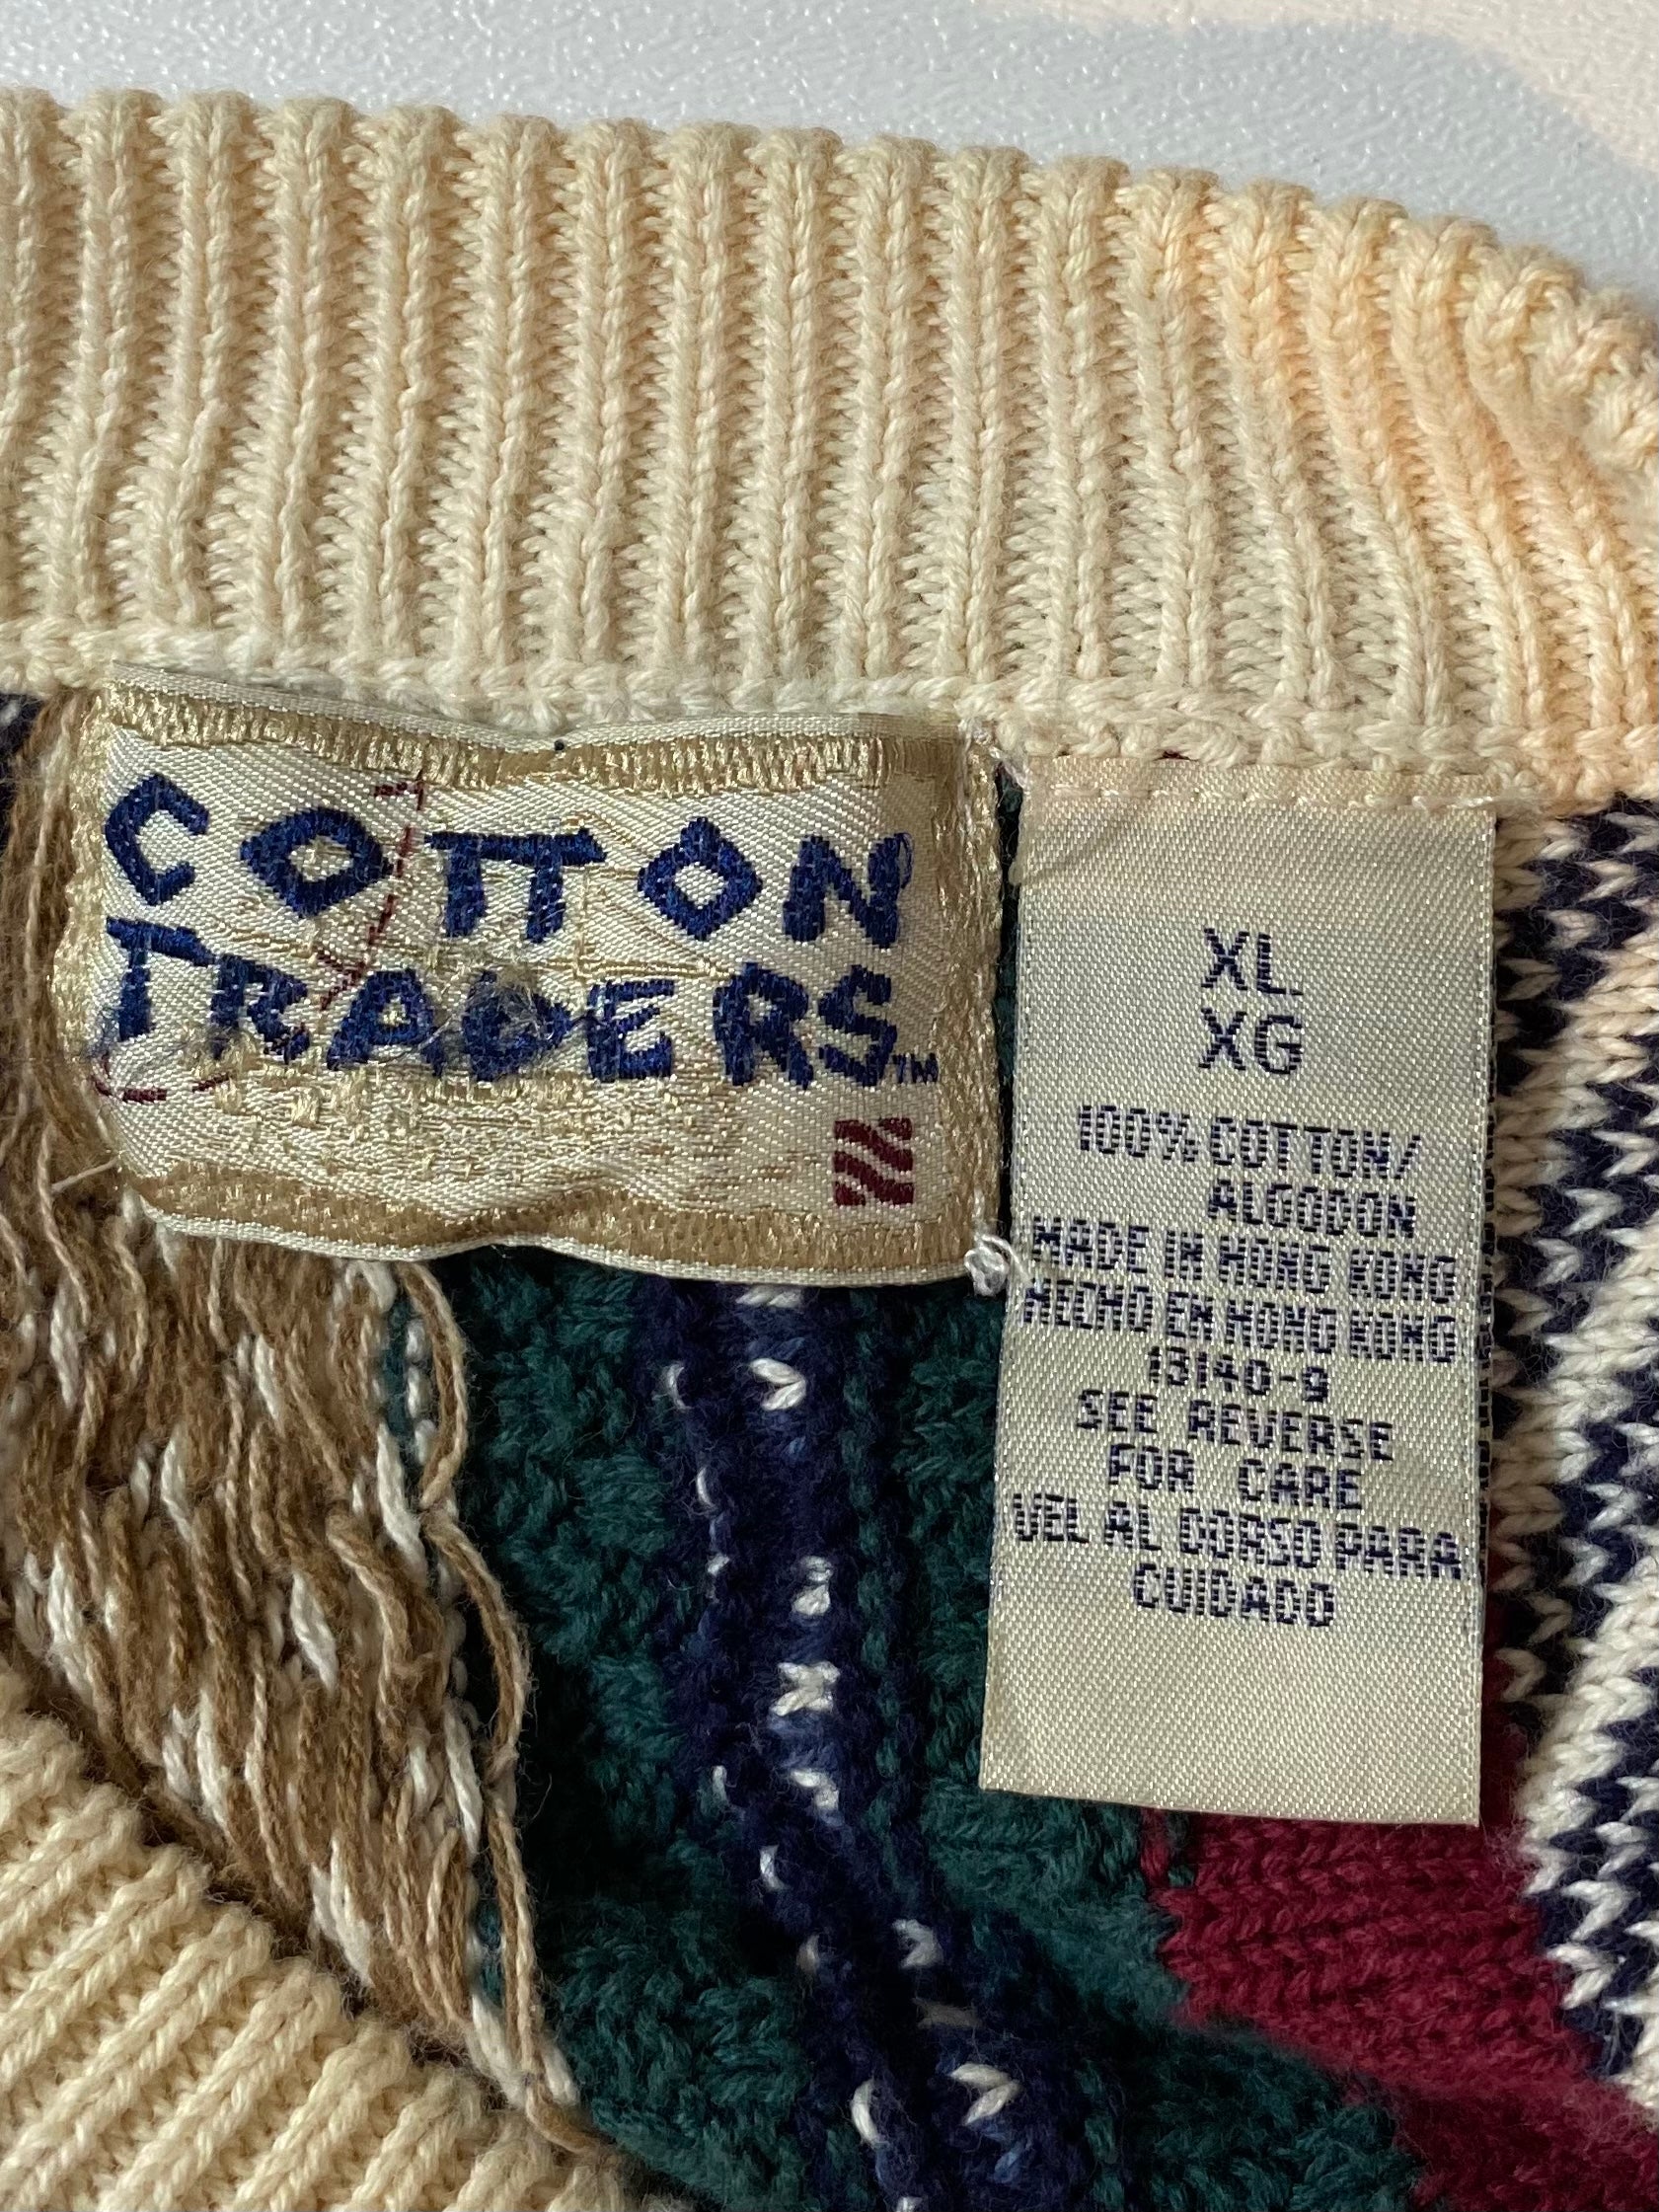 COTTON
TRADERS™
XL
XG
100% COTTON/
ALGODON
MADE IN HONG KONG
HECHO EN HONG KONG
13140-9
SEE REVERSE
FOR CARE
VEL AL DORSO PARA
CUIDADO